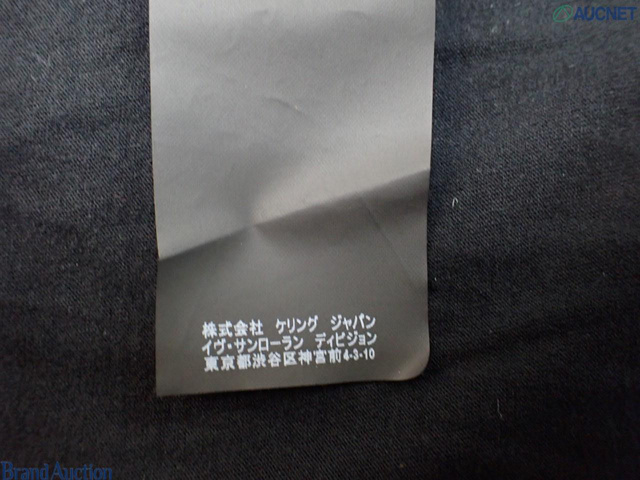 AUCNET
株式会社 ケリング ジャパン
イヴ・サンローラン ディビジョン
東京都渋谷区神宮前4-3-10
Brand Auction